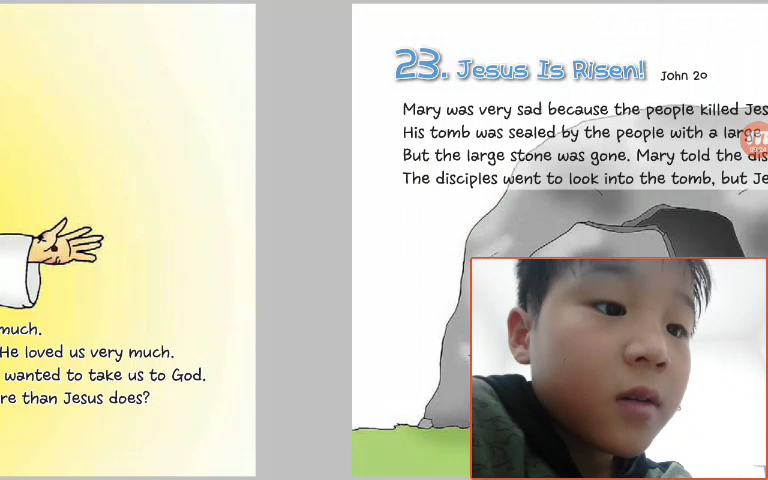 much.
He loved us very much.
wanted to take us to God.
re than Jesus does?
23. Jesus Is Risen! John 20
Mary was very sad because the people killed Jes
His tomb was sealed by the people with a large
But the large stone was gone. Mary told the dis
The disciples went to look into the tomb, but Je